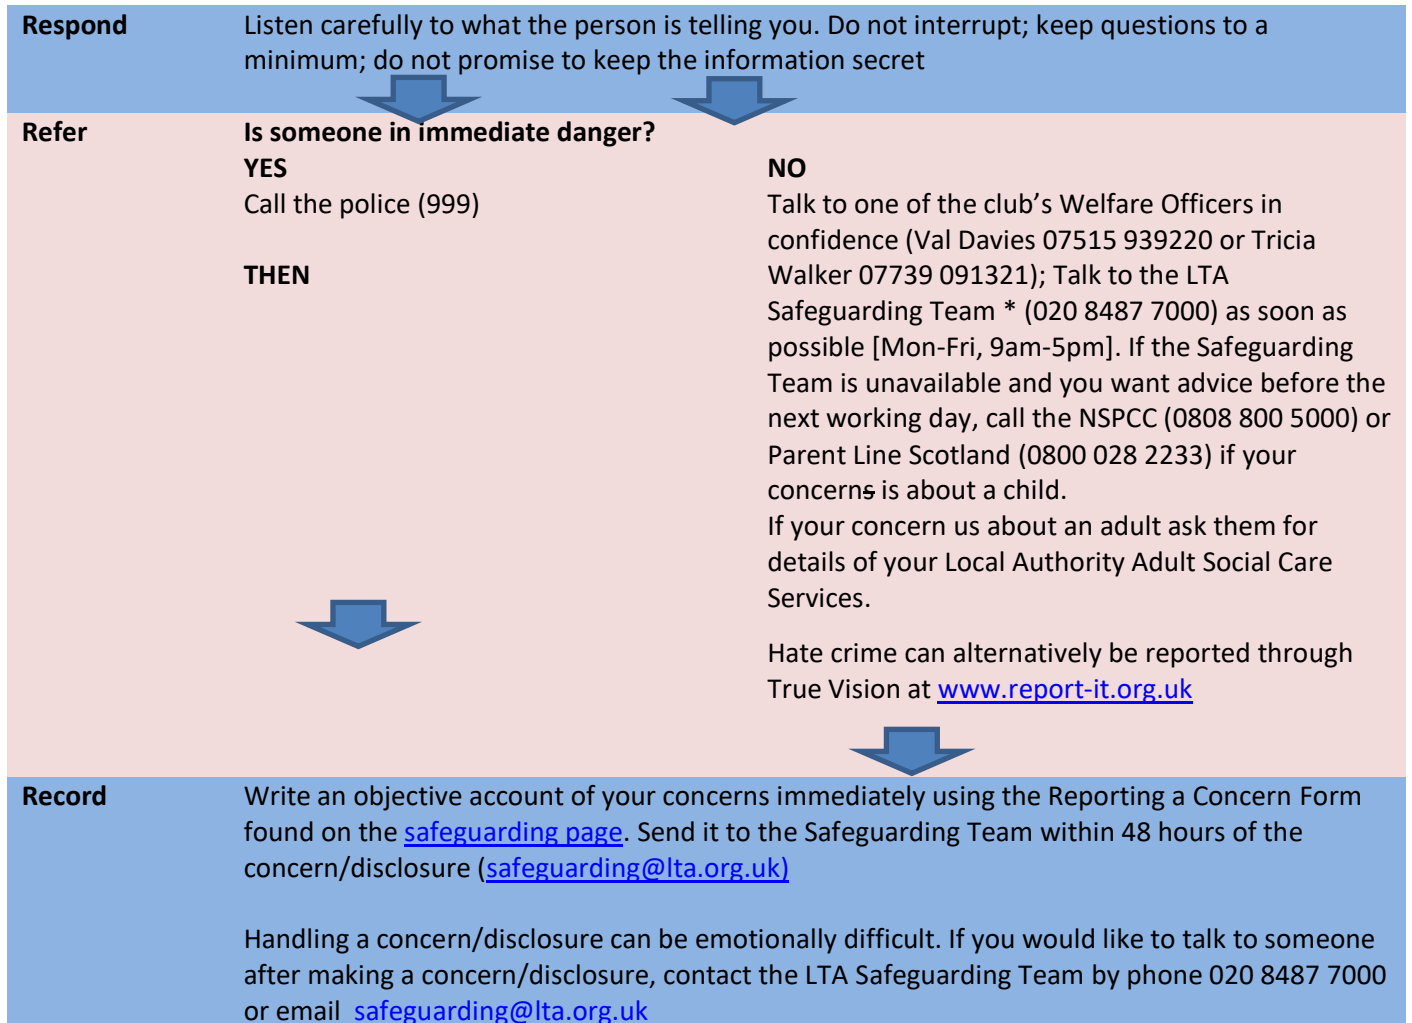 Respond
Listen carefully to what the person is telling you. Do not interrupt; keep questions to a
minimum; do not promise to keep the information secret
Refer
Is someone in immediate danger?
YES
Call the police (999)
THEN
NO
Talk to one of the club’s Welfare Officers in
confidence (Val Davies 07515 939220 or Tricia
Walker 07739 091321); Talk to the LTA
Safeguarding Team * (020 8487 7000) as soon as
possible [Mon-Fri, 9am-5pm]. If the Safeguarding
Team is unavailable and you want advice before the
next working day, call the NSPCC (0808 800 5000) or
Parent Line Scotland (0800 028 2233) if your
concerns is about a child.
If your concern us about an adult ask them for
details of your Local Authority Adult Social Care
Services.
Hate crime can alternatively be reported through
True Vision at www.report-it.org.uk
Record
Write an objective account of your concerns immediately using the Reporting a Concern Form
found on the safeguarding page. Send it to the Safeguarding Team within 48 hours of the
concern/disclosure (safeguarding@lta.org.uk)
Handling a concern/disclosure can be emotionally difficult. If you would like to talk to someone
after making a concern/disclosure, contact the LTA Safeguarding Team by phone 020 8487 7000
or email safeguarding@lta.org.uk